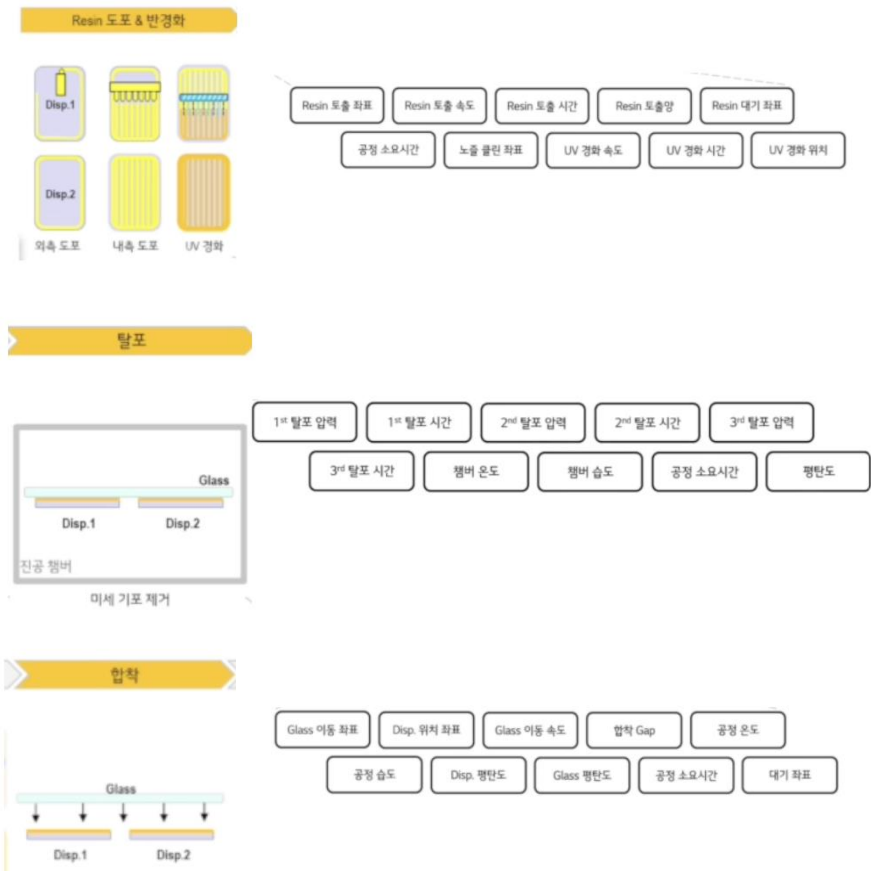 Resin 도포 & 반경화
Disp.1
Disp.2
외측 도포 내측 도포 UV 경화
Resin 토출 좌표 Resin 토출 속도 Resin 토출 시간 Resin 토출양 Resin 대기 좌표
공정 소요시간 노즐 클린 좌표 UV 경화 속도 UV 경화 시간 UV 경화 위치
탈포
Glass
Disp.1 Disp.2
진공 챔버
미세 기포 제거
1st 탈포 압력 1st 탈포 시간 2nd 탈포 압력 2nd 탈포 시간 3rd 탈포 압력
3rd 탈포 시간 챔버 온도 챔버 습도 공정 소요시간 평탄도
합착
Glass
Disp.1 Disp.2
Glass 이동 좌표 Disp. 위치 좌표 Glass 이동 속도 합착 Gap 공정 온도
공정 습도 Disp. 평탄도 Glass 평탄도 공정 소요시간 대기 좌표